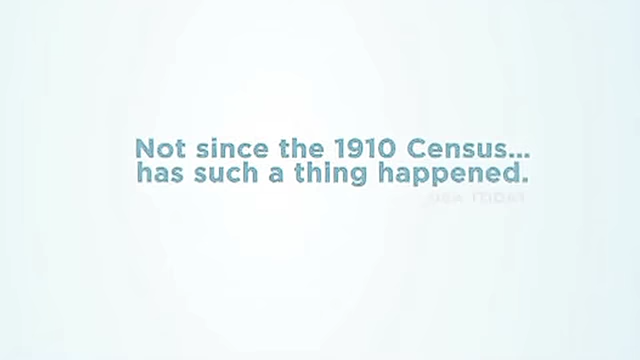 Not since the 1910 Census...
has such a thing happened.